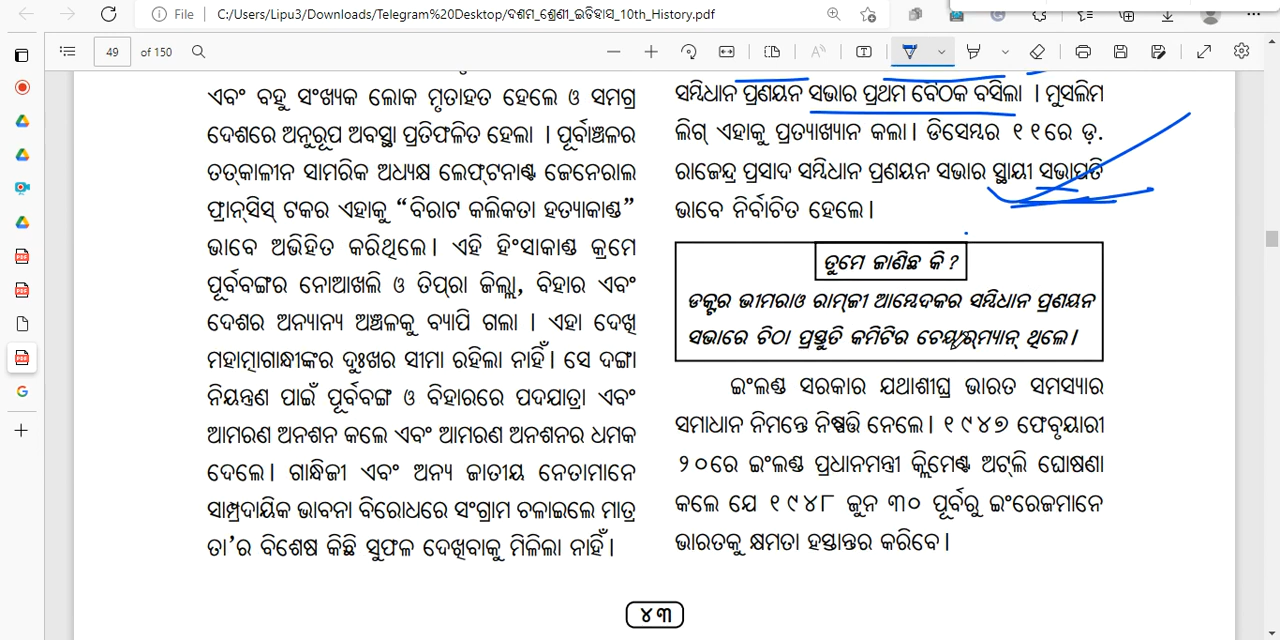 File
C:/Users/Lipu3/Downloads/Telegram%20Desktop/ଦଶମ_ଶ୍ରେଣୀ_ଇତିହାସ_10th_History.pdf
49 of 150
ଏବଂ ବହୁ ସଂଖ୍ୟକ ଲୋକ ମୃତାହତ ହେଲେ ଓ ସମଗ୍ର
ଦେଶରେ ଅନୁରୂପ ଅବସ୍ଥା ପ୍ରତିଫଳିତ ହେଲା । ପୂର୍ବାଞ୍ଚଳର
ତତ୍‌କାଳୀନ ସାମରିକ ଅଧ୍ୟକ୍ଷ ଲେଫ୍‌ଟନାଣ୍ଟ ଜେନେରାଲ
ଫ୍ରାନ୍‌ସିସ୍ ଟକର ଏହାକୁ “ବିରାଟ କଲିକତା ହତ୍ୟାକାଣ୍ଡ”
ଭାବେ ଅଭିହିତ କରିଥିଲେ। ଏହି ହିଂସାକାଣ୍ଡ କ୍ରମେ
ପୂର୍ବବଙ୍ଗର ନୋଆଖଲି ଓ ତିପ୍‌ରା ଜିଲ୍ଲା, ବିହାର ଏବଂ
ଦେଶର ଅନ୍ୟାନ୍ୟ ଅଞ୍ଚଳକୁ ବ୍ୟାପି ଗଲା । ଏହା ଦେଖି
ମହାତ୍ମାଗାନ୍ଧୀଙ୍କର ଦୁଃଖର ସୀମା ରହିଲା ନାହିଁ। ସେ ଦଙ୍ଗା
ନିୟନ୍ତ୍ରଣ ପାଇଁ ପୂର୍ବବଙ୍ଗ ଓ ବିହାରରେ ପଦଯାତ୍ରା ଏବଂ
ଆମରଣ ଅନଶନ କଲେ ଏବଂ ଆମରଣ ଅନଶନର ଧମକ
ଦେଲେ। ଗାନ୍ଧିଜୀ ଏବଂ ଅନ୍ୟ ଜାତୀୟ ନେତାମାନେ
ସାମ୍ପ୍ରଦାୟିକ ଭାବନା ବିରୋଧରେ ସଂଗ୍ରାମ ଚଳାଇଲେ ମାତ୍ର
ତା’ର ବିଶେଷ କିଛି ସୁଫଳ ଦେଖିବାକୁ ମିଳିଲା ନାହିଁ।
ସମ୍ବିଧାନ ପ୍ରଣୟନ ସଭାର ପ୍ରଥମ ବୈଠକ ବସିଲା । ମୁସଲିମ
ଲିଗ୍ ଏହାକୁ ପ୍ରତ୍ୟାଖ୍ୟାନ କଲା। ଡିସେମ୍ବର ୧୧ରେ ଡ଼.
ରାଜେନ୍ଦ୍ର ପ୍ରସାଦ ସମ୍ବିଧାନ ପ୍ରଣୟନ ସଭାର ସ୍ଥାୟୀ ସଭାପତି
ଭାବେ ନିର୍ବାଚିତ ହେଲେ।
ତୁମେ ଜାଣିଛ କି ?
ଡକ୍ଟର ଭୀମରାଓ ରାମ୍‌ଜୀ ଆମ୍ବେଦକର ସମ୍ବିଧାନ ପ୍ରଣୟନ
ସଭାରେ ଚିଠା ପ୍ରସ୍ତୁତି କମିଟିର ଚେୟାରମ୍ୟାନ୍ ଥିଲେ।
ଇଂଲଣ୍ଡ ସରକାର ଯଥାଶୀଘ୍ର ଭାରତ ସମସ୍ୟାର
ସମାଧାନ ନିମନ୍ତେ ନିଷ୍ପତ୍ତି ନେଲେ। ୧୯୪୭ ଫେବୃୟାରୀ
୨୦ରେ ଇଂଲଣ୍ଡ ପ୍ରଧାନମନ୍ତ୍ରୀ କ୍ଲିମେଣ୍ଟ ଅଟ୍‌ଲି ଘୋଷଣା
କଲେ ଯେ ୧୯୪୮ ଜୁନ ୩୦ ପୂର୍ବରୁ ଇଂରେଜମାନେ
ଭାରତକୁ କ୍ଷମତା ହସ୍ତାନ୍ତର କରିବେ।
୪୩